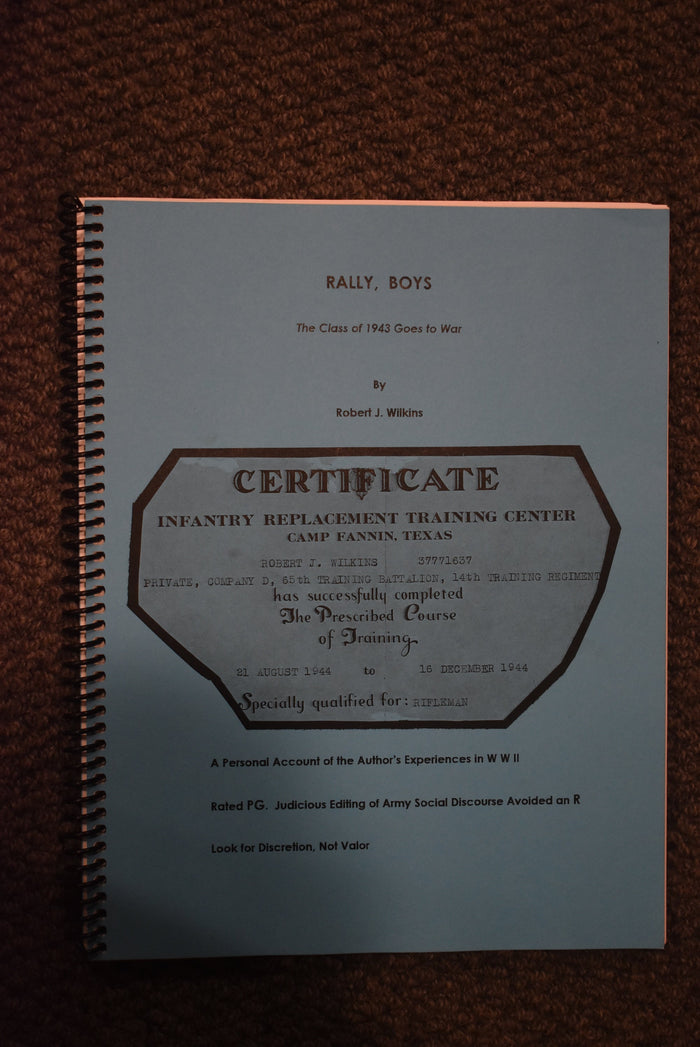 RALLY, BOYS
The Class of 1943 Goes to War
By
Robert J. Wilkins
CERTIFICATE
INFANTRY REPLACEMENT TRAINING CENTER
CAMP FANNIN, TEXAS
ROBERT J. WILKINS 37771637
PRIVATE, COMPANY D, 65th TRAINING BATTALION, 14th TRAINING REGIMENT
has successfully completed
The Prescribed Course
of Training
21 AUGUST 1944 to 16 DECEMBER 1944
Specially qualified for: RIFLEMAN
A Personal Account of the Author's Experiences in W W II
Rated PG. Judicious Editing of Army Social Discourse Avoided an R
Look for Discretion, Not Valor